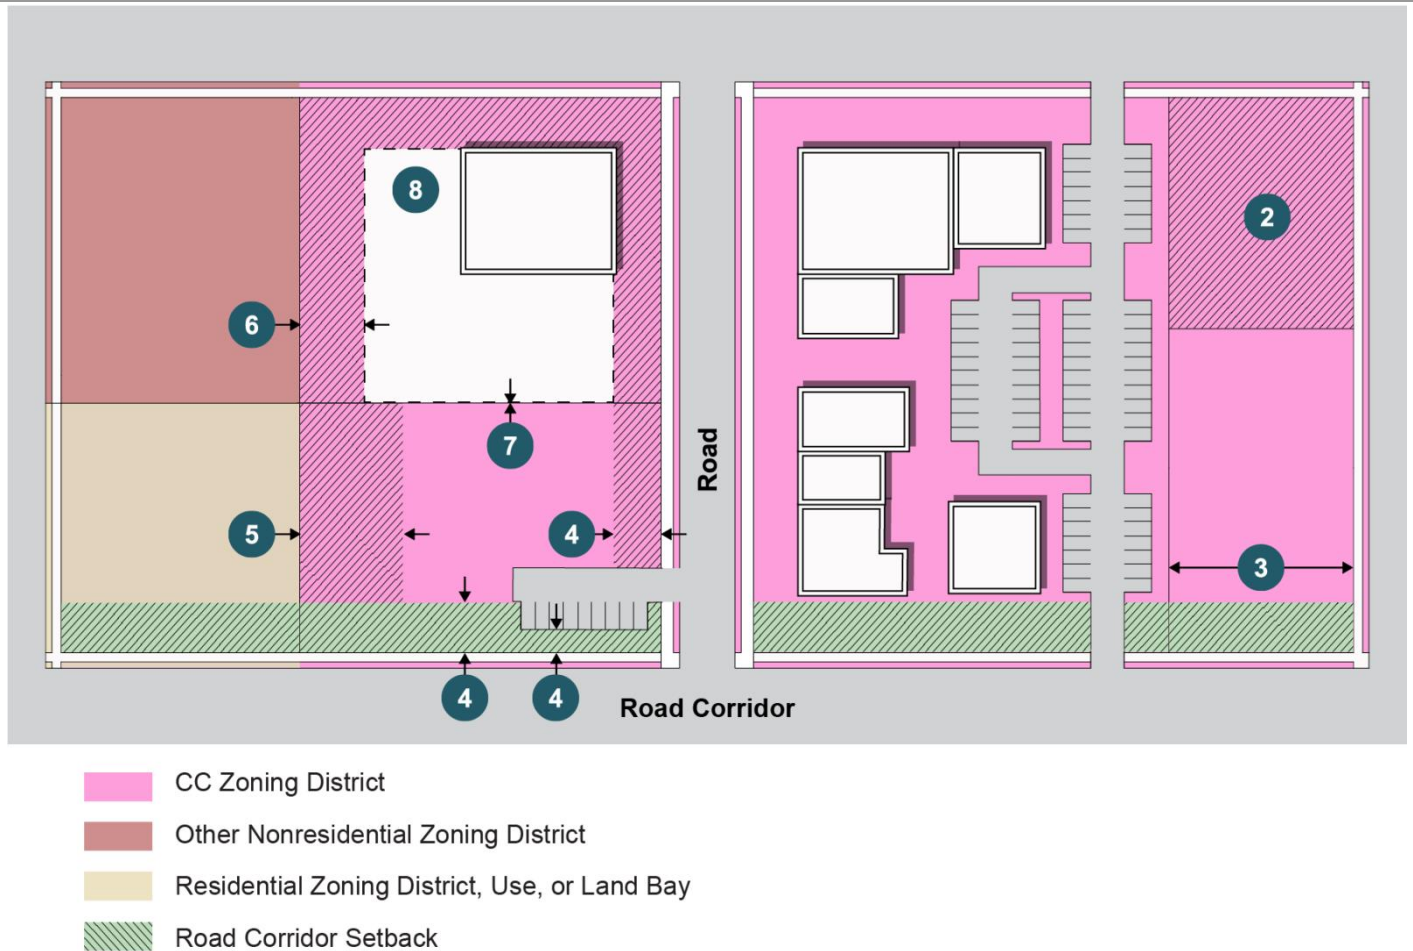 8
2
6
7
Road
5
4
3
4
4
Road Corridor
CC Zoning District
Other Nonresidential Zoning District
Residential Zoning District, Use, or Land Bay
Road Corridor Setback